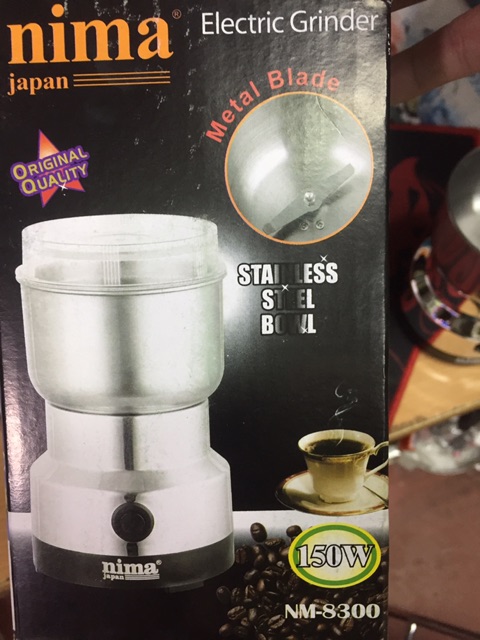 nima®
japan
Electric Grinder
Metal Blade
ORIGINAL
QUALITY
STAINLESS
STEEL
BOWL
nima®
japan
150W
NM-8300